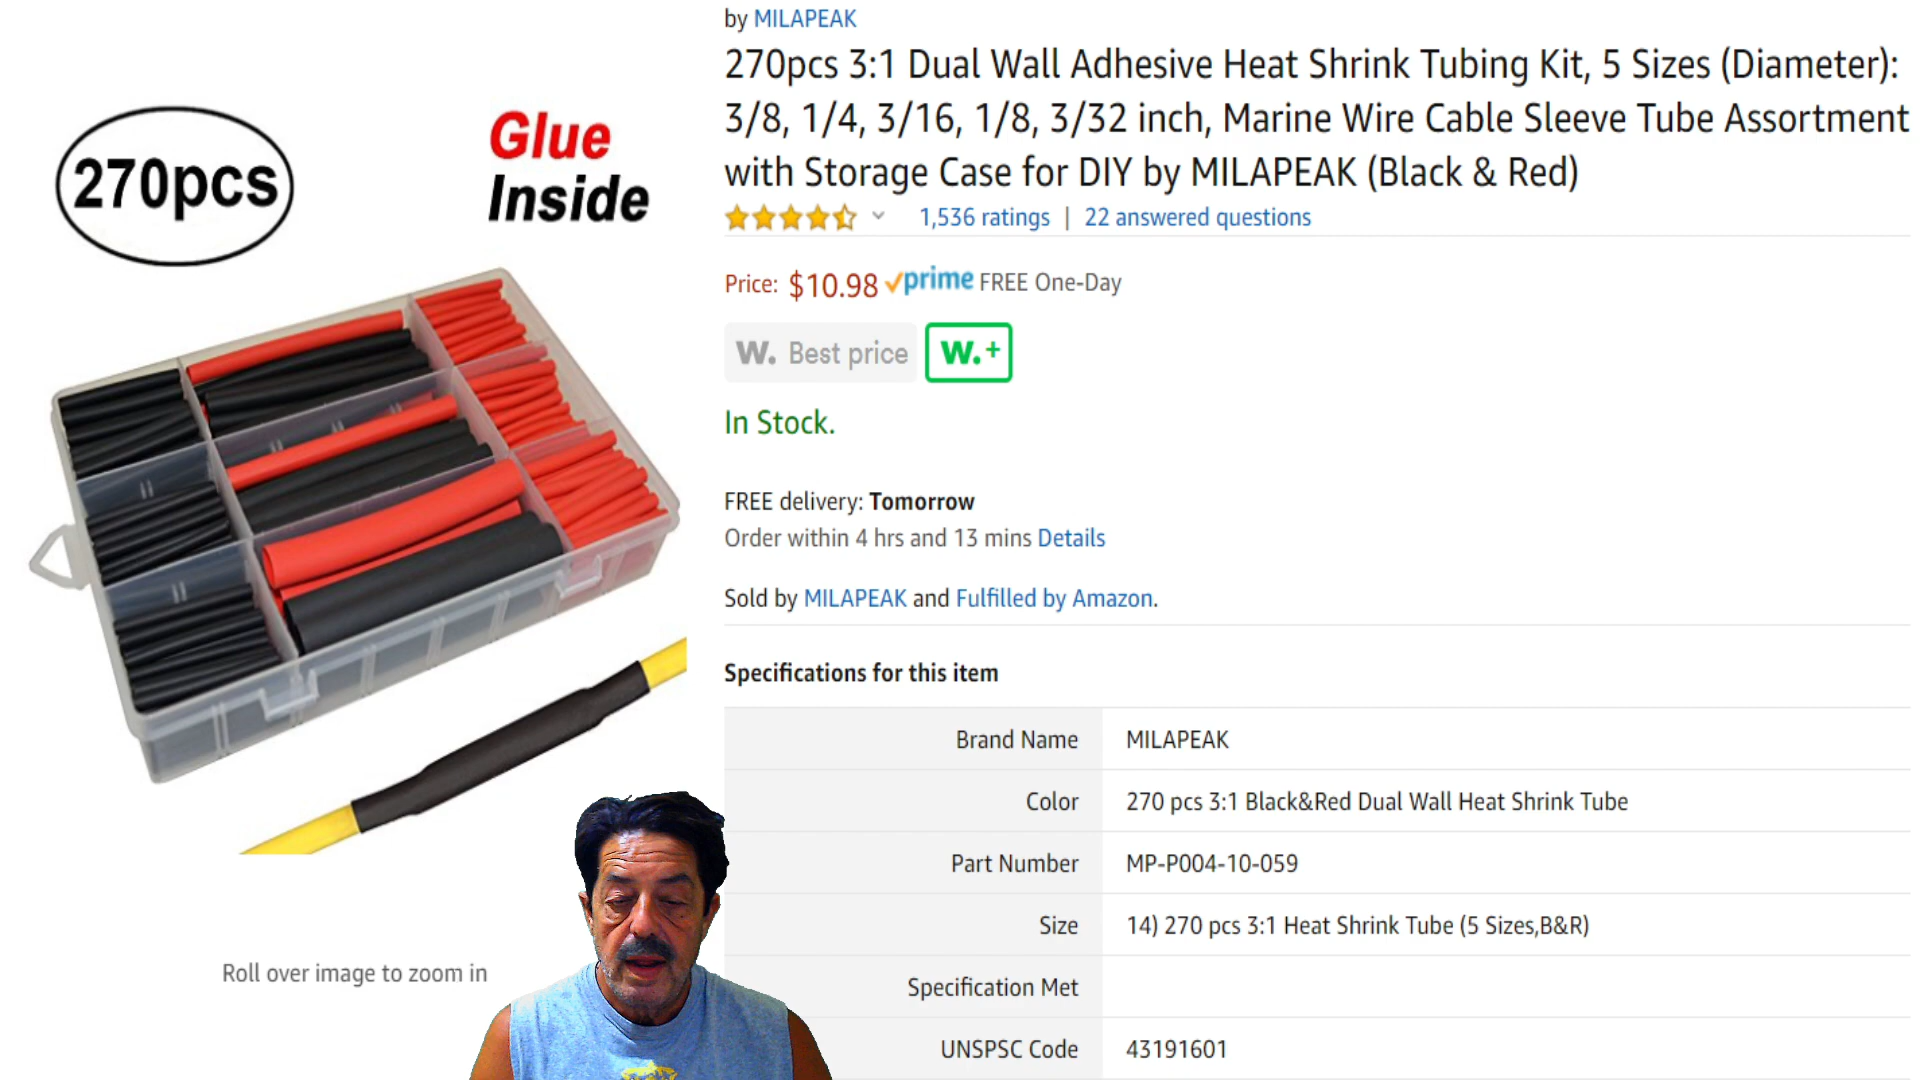 by MILAPEAK
270pcs 3:1 Dual Wall Adhesive Heat Shrink Tubing Kit, 5 Sizes (Diameter):
3/8, 1/4, 3/16, 1/8, 3/32 inch, Marine Wire Cable Sleeve Tube Assortment
with Storage Case for DIY by MILAPEAK (Black & Red)
1,536 ratings | 22 answered questions
270pcs
Glue
Inside
Price: $10.98 prime FREE One-Day
W. Best price W.+
In Stock.
FREE delivery: Tomorrow
Order within 4 hrs and 13 mins Details
Sold by MILAPEAK and Fulfilled by Amazon.
Specifications for this item
Brand Name MILAPEAK
Color 270 pcs 3:1 Black&Red Dual Wall Heat Shrink Tube
Part Number MP-P004-10-059
Size 14) 270 pcs 3:1 Heat Shrink Tube (5 Sizes,B&R)
Specification Met
UNSPSC Code 43191601
Roll over image to zoom in